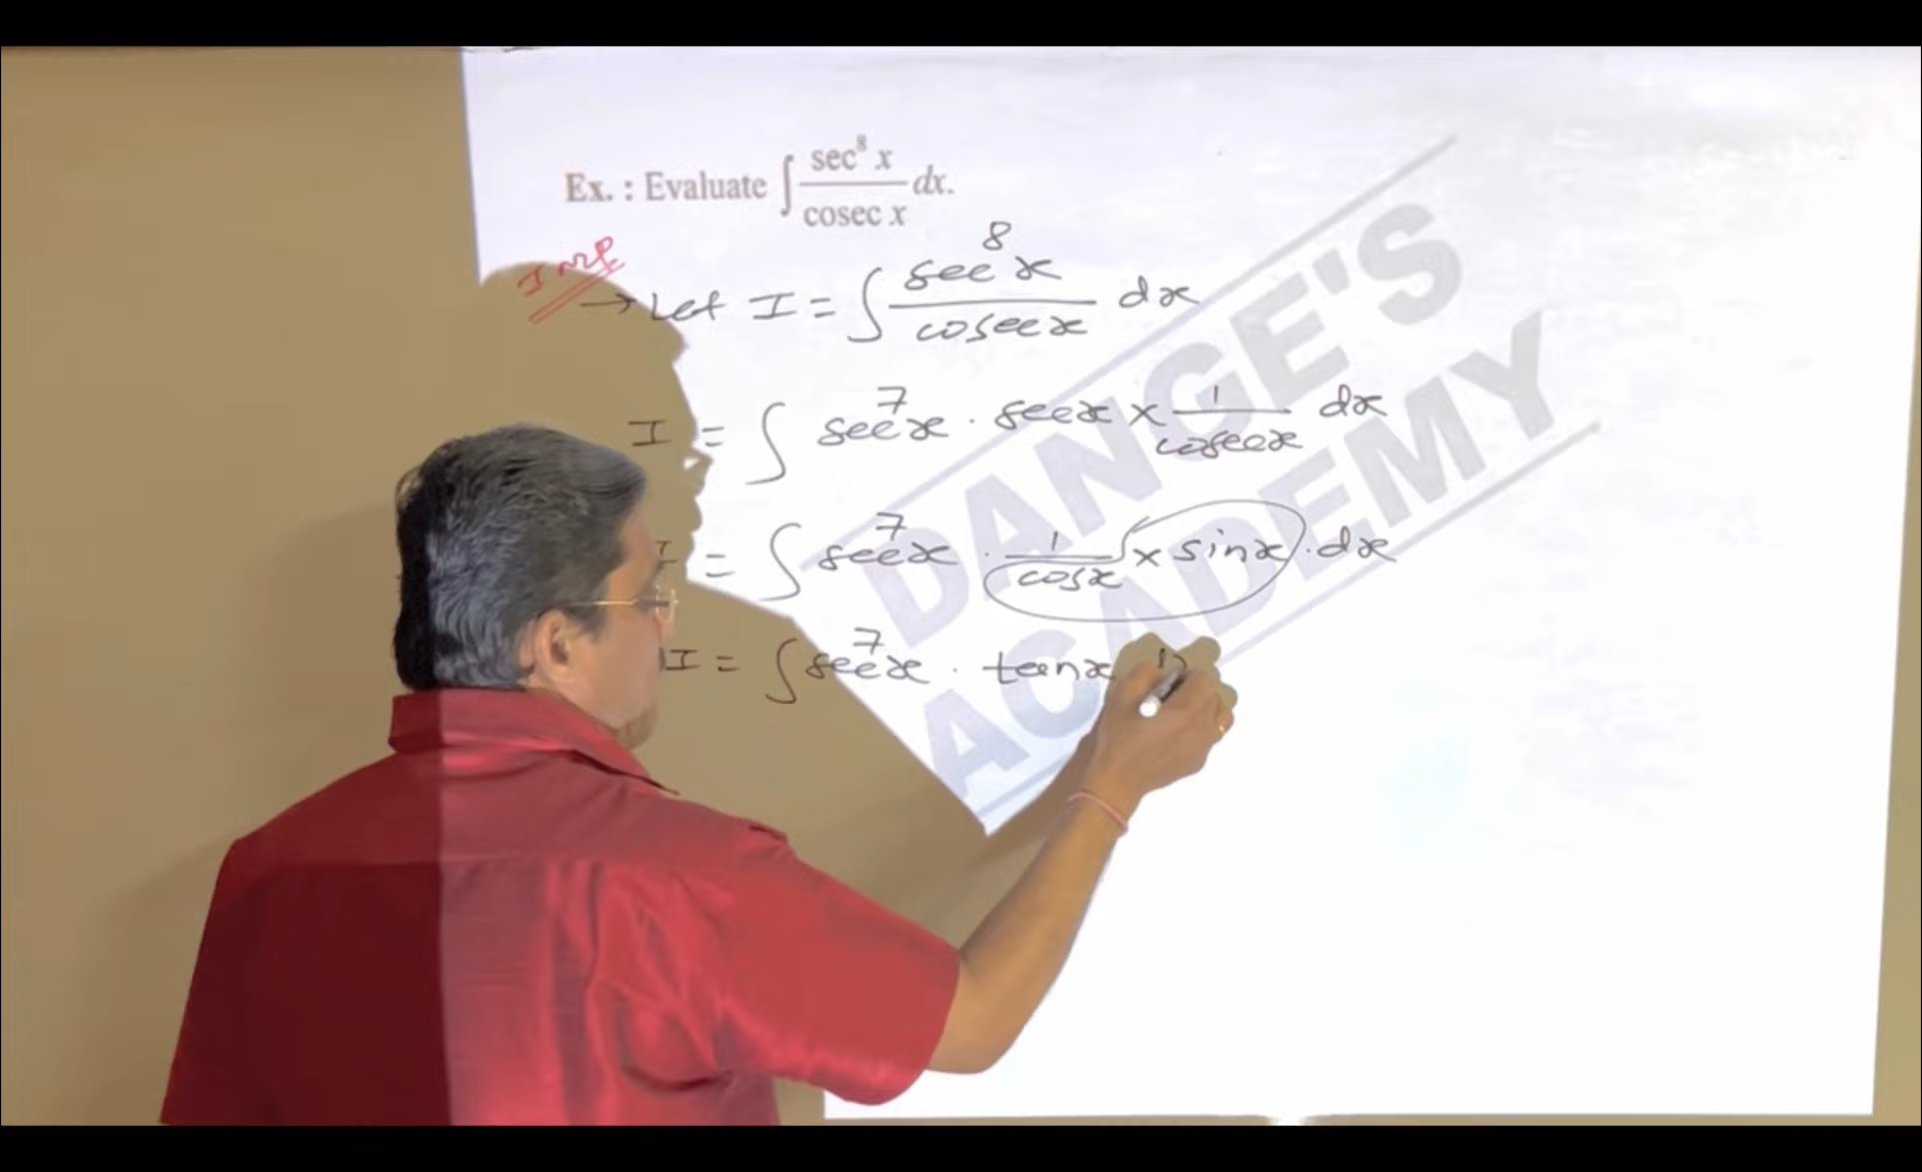 Ex. : Evaluate ∫ sec⁸ x / cosec x dx.
Imp
→ Let I = ∫ sec⁸x / cosecx dx
I = ∫ sec⁷x . secx × 1/cosecx dx
I = ∫ sec⁷x . 1/cosx × sinx . dx
I = ∫ sec⁷x . tanx
DANGE'S
ACADEMY